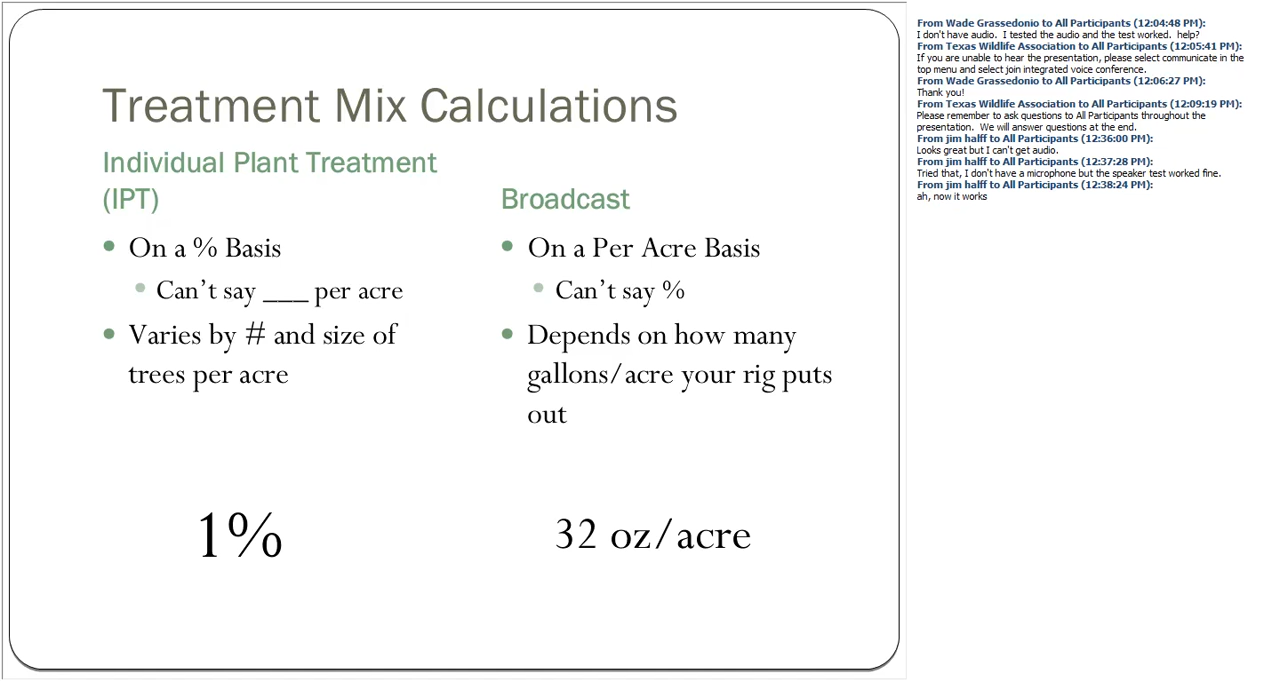 Treatment Mix Calculations
Individual Plant Treatment
(IPT)
• On a % Basis
• Can’t say ___ per acre
• Varies by # and size of
trees per acre
1%
Broadcast
• On a Per Acre Basis
• Can’t say %
• Depends on how many
gallons/acre your rig puts
out
32 oz/acre
From Wade Grassedonio to All Participants (12:04:48 PM):
I don't have audio.  I tested the audio and the test worked.  help?
From Texas Wildlife Association to All Participants (12:05:41 PM):
If you are unable to hear the presentation, please select communicate in the
top menu and select join integrated voice conference.
From Wade Grassedonio to All Participants (12:06:27 PM):
Thank you!
From Texas Wildlife Association to All Participants (12:09:19 PM):
Please remember to ask questions to All Participants throughout the
presentation.  We will answer questions at the end.
From jim halff to All Participants (12:36:00 PM):
Looks great but I can't get audio.
From jim halff to All Participants (12:37:28 PM):
Tried that, I don't have a microphone but the speaker test worked fine.
From jim halff to All Participants (12:38:24 PM):
ah, now it works